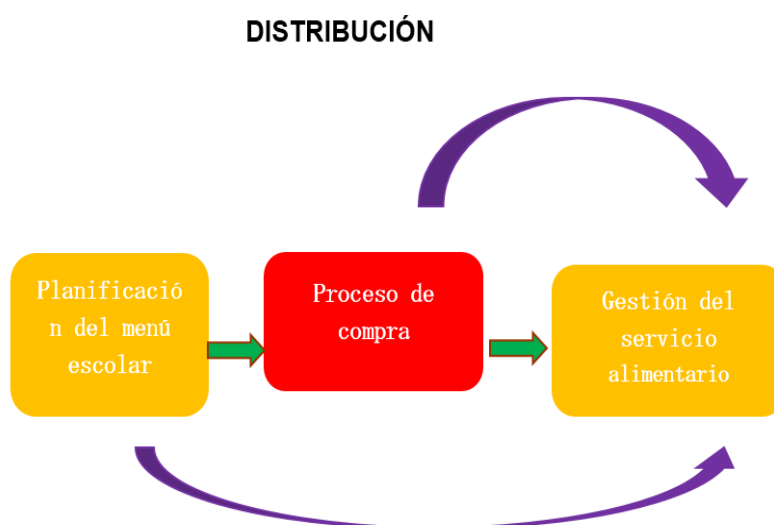 DISTRIBUCIÓN
Planificació
n del menú
escolar
Proceso de
compra
Gestión del
servicio
alimentario